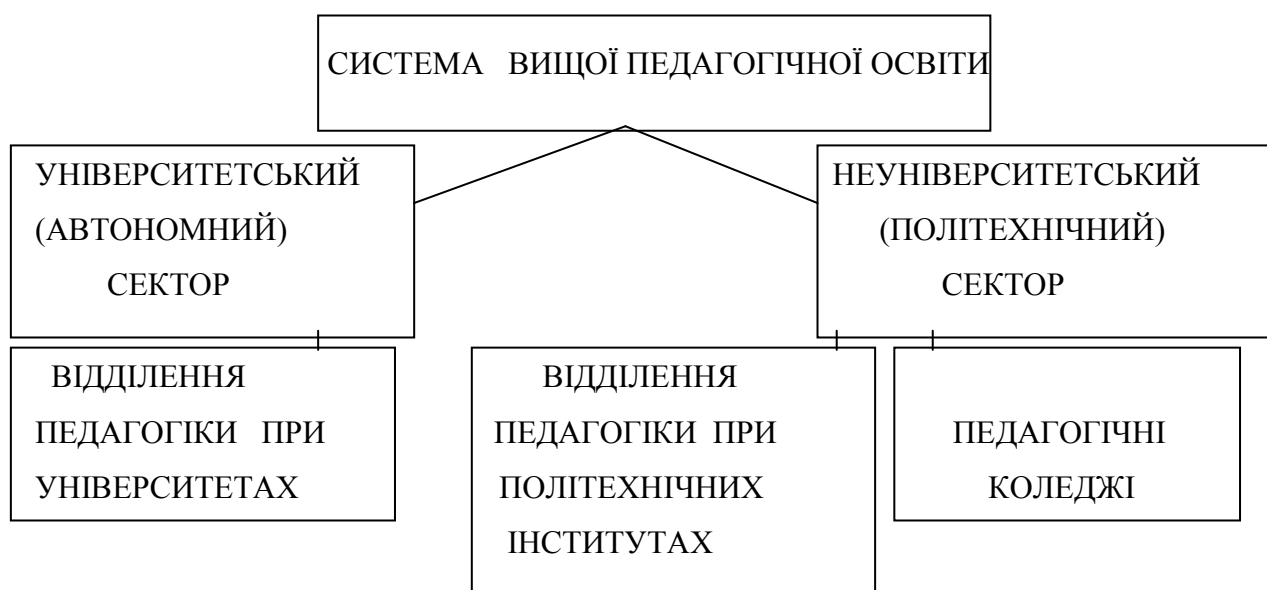 СИСТЕМА ВИЩОЇ ПЕДАГОГІЧНОЇ ОСВІТИ
УНІВЕРСИТЕТСЬКИЙ
(АВТОНОМНИЙ)
СЕКТОР
НЕУНІВЕРСИТЕТСЬКИЙ
(ПОЛІТЕХНІЧНИЙ)
СЕКТОР
ВІДДІЛЕННЯ
ПЕДАГОГІКИ ПРИ
УНІВЕРСИТЕТАХ
ВІДДІЛЕННЯ
ПЕДАГОГІКИ ПРИ
ПОЛІТЕХНІЧНИХ
ІНСТИТУТАХ
ПЕДАГОГІЧНІ
КОЛЕДЖІ